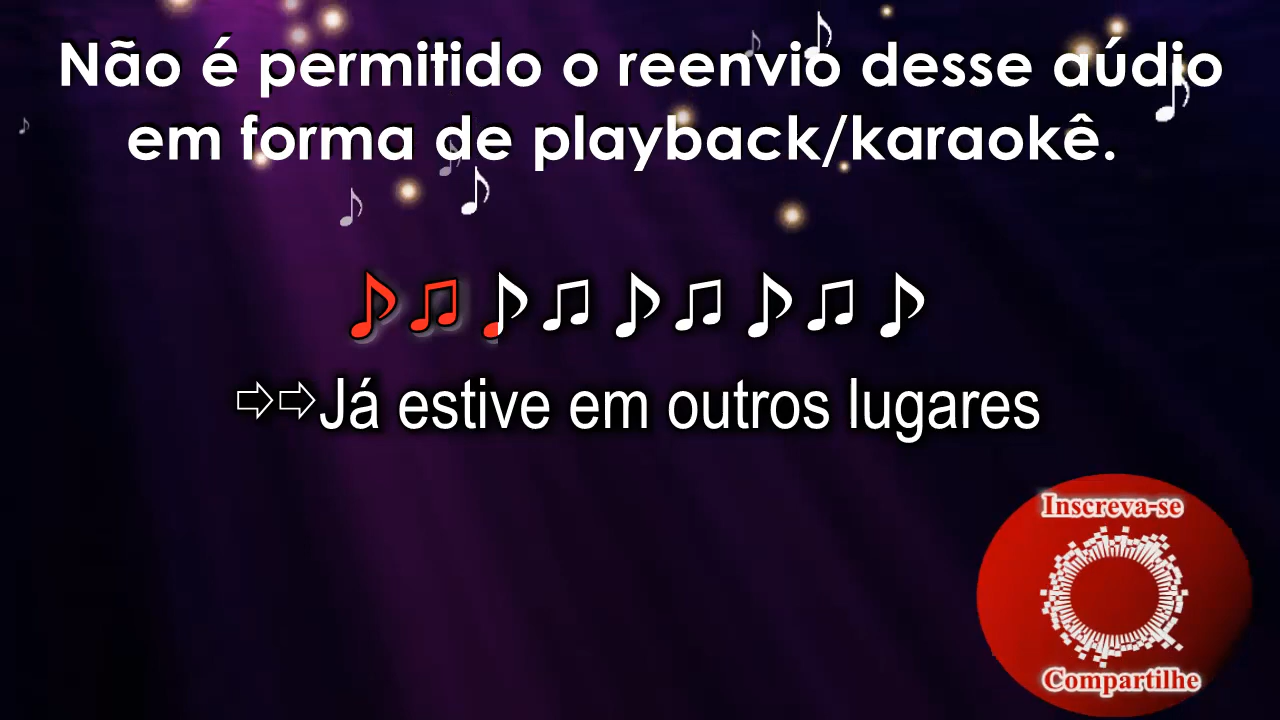 Não é permitido o reenvio desse aúdio
em forma de playback/karaokê.
♪♫♪♫♪♫♪♫♪
⇨⇨Já estive em outros lugares
Inscreva-se
Compartilhe